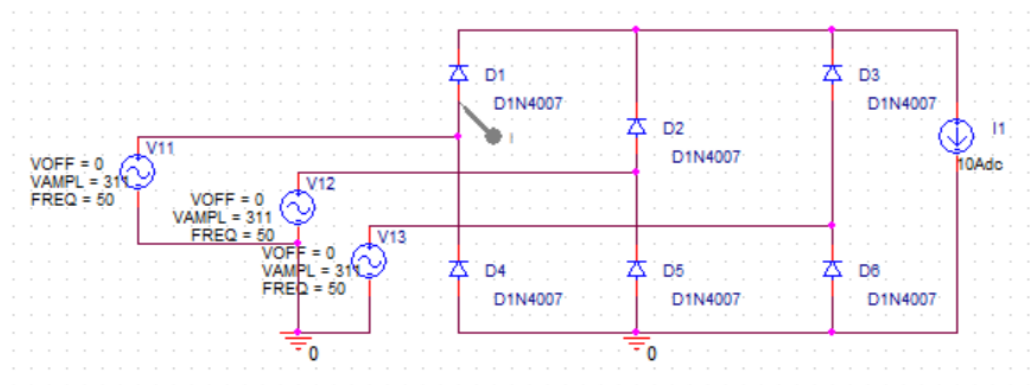 D1
D1N4007
D3
D1N4007
D2
D1N4007
I1
10Adc
V11
VOFF = 0
VAMPL = 311
FREQ = 50
V12
VOFF = 0
VAMPL = 311
FREQ = 50
V13
VOFF = 0
VAMPL = 311
FREQ = 50
I
D4
D1N4007
D5
D1N4007
D6
D1N4007
0
0